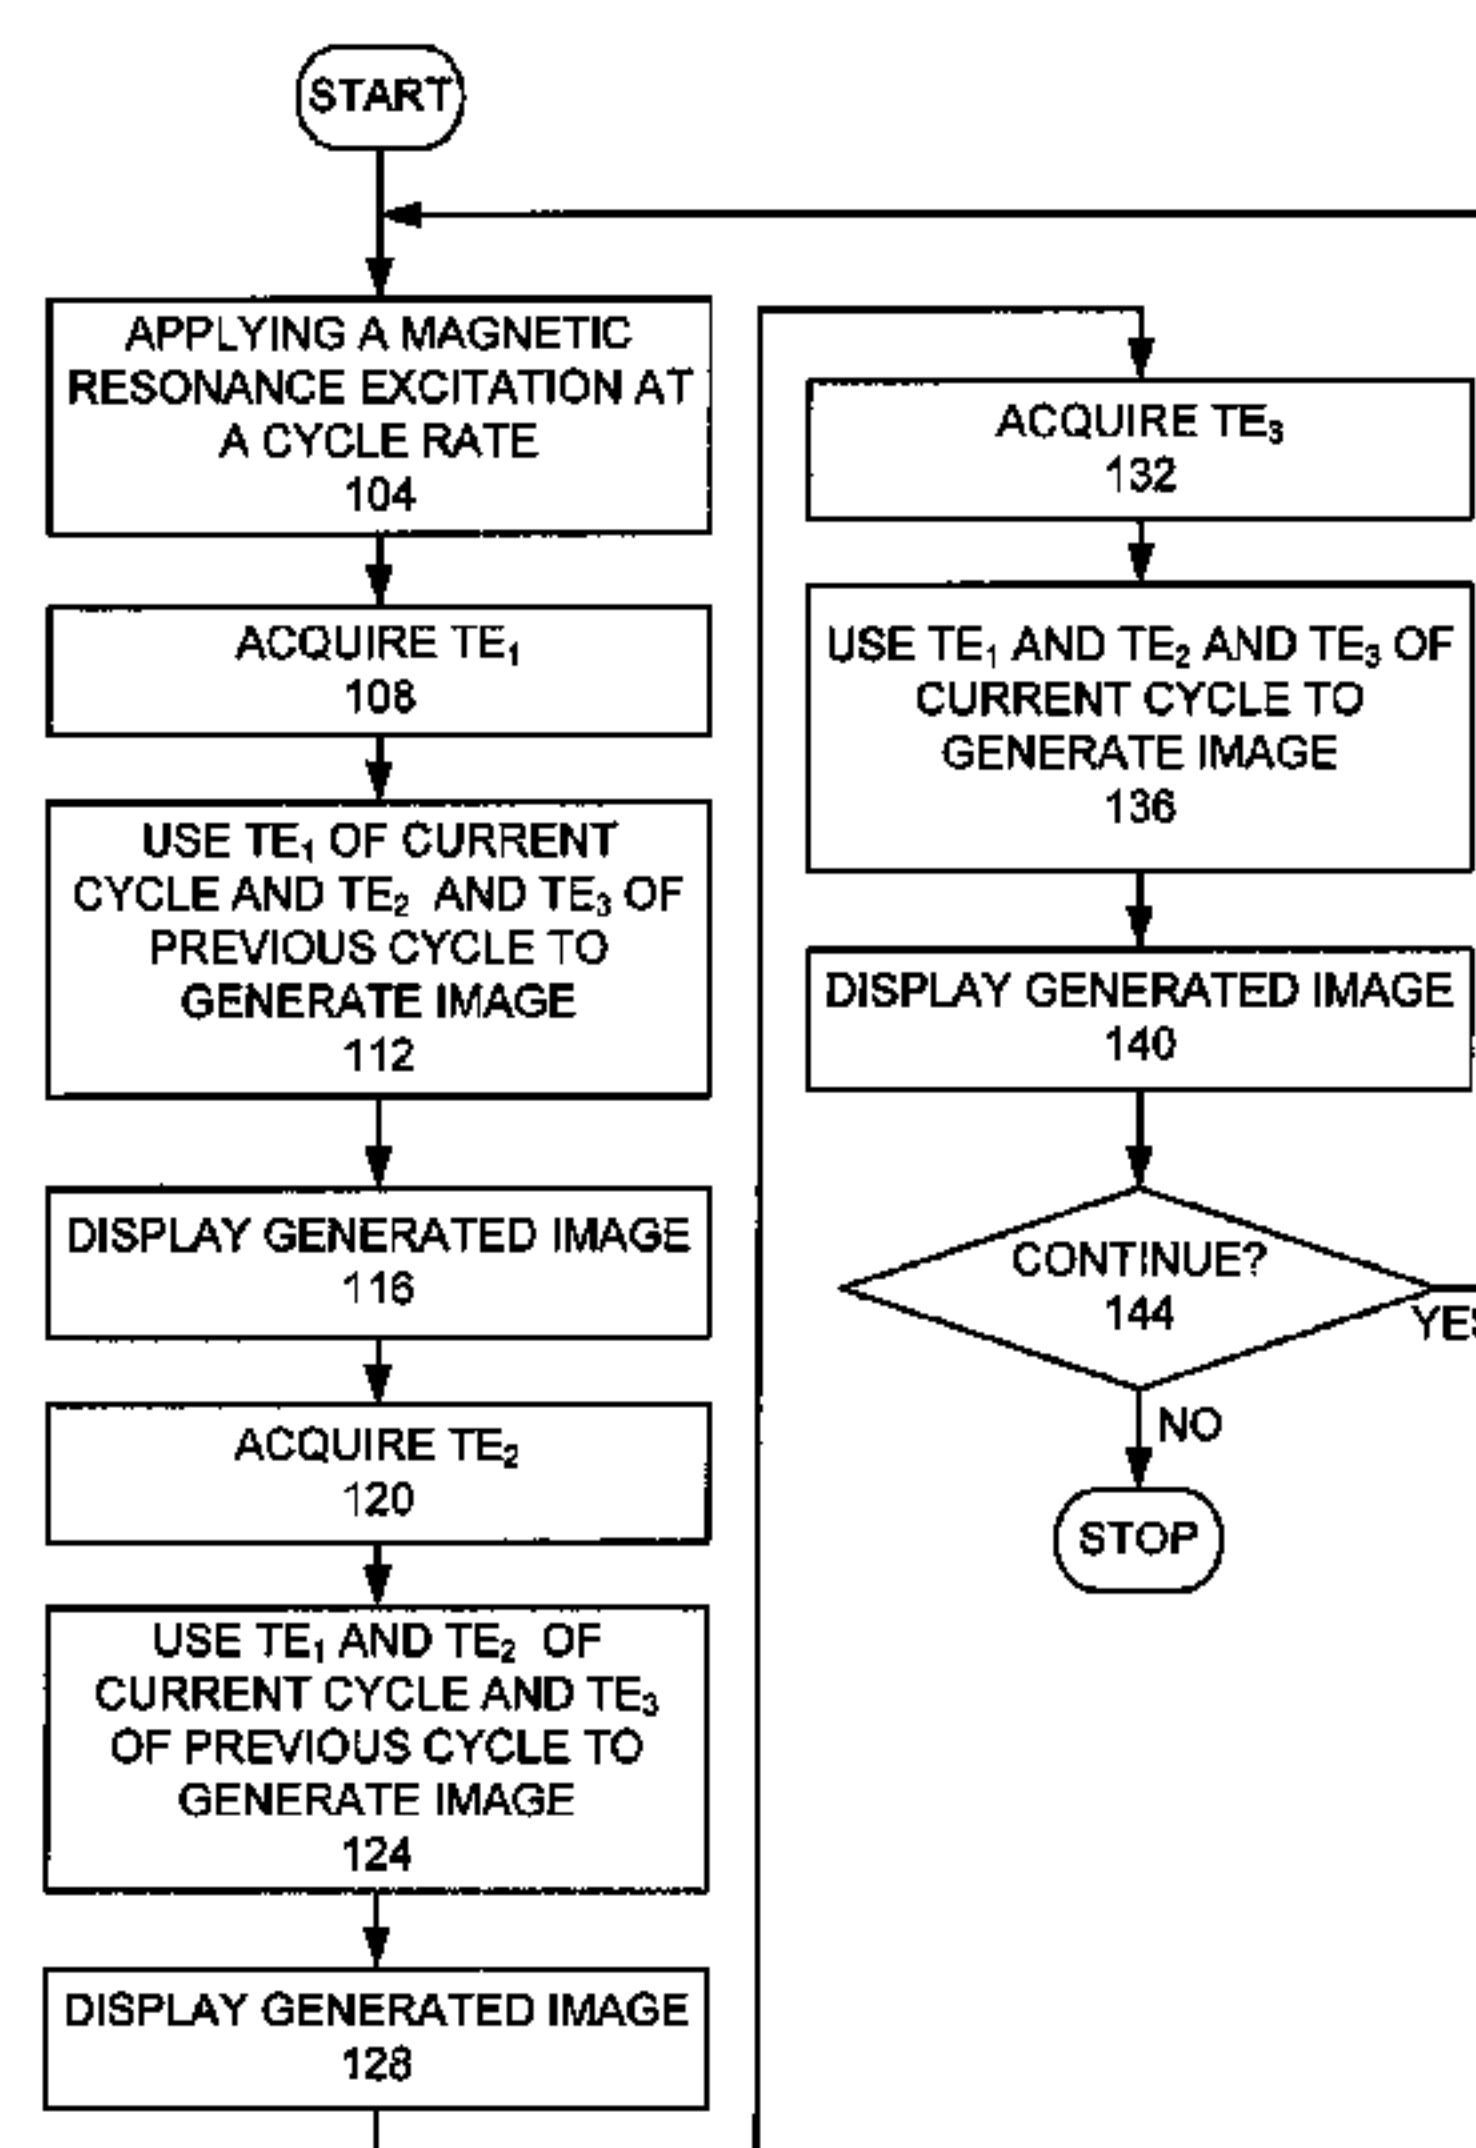 START
APPLYING A MAGNETIC
RESONANCE EXCITATION AT
A CYCLE RATE
104
ACQUIRE TE₁
108
USE TE₁ OF CURRENT
CYCLE AND TE₂ AND TE₃ OF
PREVIOUS CYCLE TO
GENERATE IMAGE
112
DISPLAY GENERATED IMAGE
116
ACQUIRE TE₂
120
USE TE₁ AND TE₂ OF
CURRENT CYCLE AND TE₃
OF PREVIOUS CYCLE TO
GENERATE IMAGE
124
DISPLAY GENERATED IMAGE
128
ACQUIRE TE₃
132
USE TE₁ AND TE₂ AND TE₃ OF
CURRENT CYCLE TO
GENERATE IMAGE
136
DISPLAY GENERATED IMAGE
140
CONTINUE?
144
YES
NO
STOP